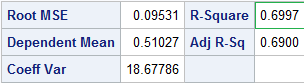 Root MSE 0.09531 R-Square 0.6997
Dependent Mean 0.51027 Adj R-Sq 0.6900
Coeff Var 18.67786